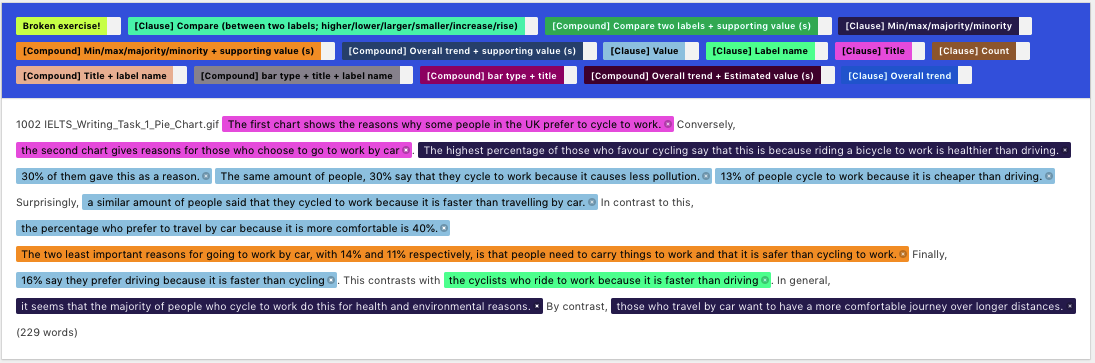 Broken exercise! [Clause] Compare (between two labels; higher/lower/larger/smaller/increase/rise) [Compound] Compare two labels + supporting value (s) [Clause] Min/max/majority/minority
[Compound] Min/max/majority/minority + supporting value (s) [Compound] Overall trend + supporting value (s) [Clause] Value [Clause] Label name [Clause] Title [Clause] Count
[Compound] Title + label name [Compound] bar type + title + label name [Compound] bar type + title [Compound] Overall trend + Estimated value (s) [Clause] Overall trend
1002 IELTS_Writing_Task_1_Pie_Chart.gif The first chart shows the reasons why some people in the UK prefer to cycle to work. Conversely,
the second chart gives reasons for those who choose to go to work by car. The highest percentage of those who favour cycling say that this is because riding a bicycle to work is healthier than driving.
30% of them gave this as a reason. The same amount of people, 30% say that they cycle to work because it causes less pollution. 13% of people cycle to work because it is cheaper than driving.
Surprisingly, a similar amount of people said that they cycled to work because it is faster than travelling by car. In contrast to this,
the percentage who prefer to travel by car because it is more comfortable is 40%.
The two least important reasons for going to work by car, with 14% and 11% respectively, is that people need to carry things to work and that it is safer than cycling to work. Finally,
16% say they prefer driving because it is faster than cycling. This contrasts with the cyclists who ride to work because it is faster than driving. In general,
it seems that the majority of people who cycle to work do this for health and environmental reasons. By contrast, those who travel by car want to have a more comfortable journey over longer distances.
(229 words)